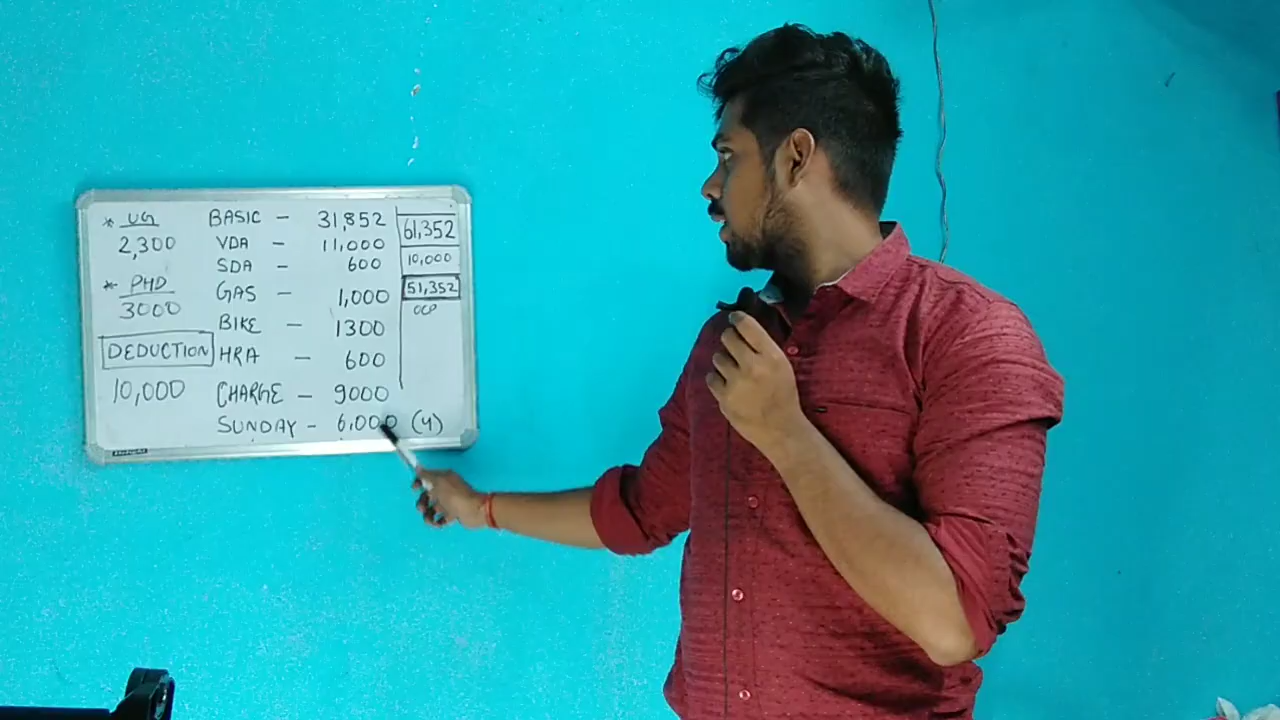 * UG
2,300
* PHD
3000
DEDUCTION
10,000
BASIC - 31,852
VDA - 11,000
SDA - 600
GAS - 1,000
BIKE - 1300
HRA - 600
CHARGE - 9000
SUNDAY - 6,000 (4)
61,352
10,000
51,352